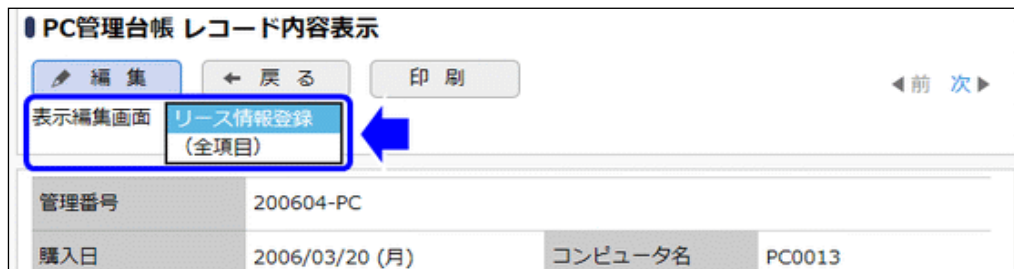 PC管理台帳 レコード内容表示
編 集 戻 る 印 刷 前 次
表示編集画面 リース情報登録
(全項目)
管理番号 200604-PC
購入日 2006/03/20 (月) コンピュータ名 PC0013